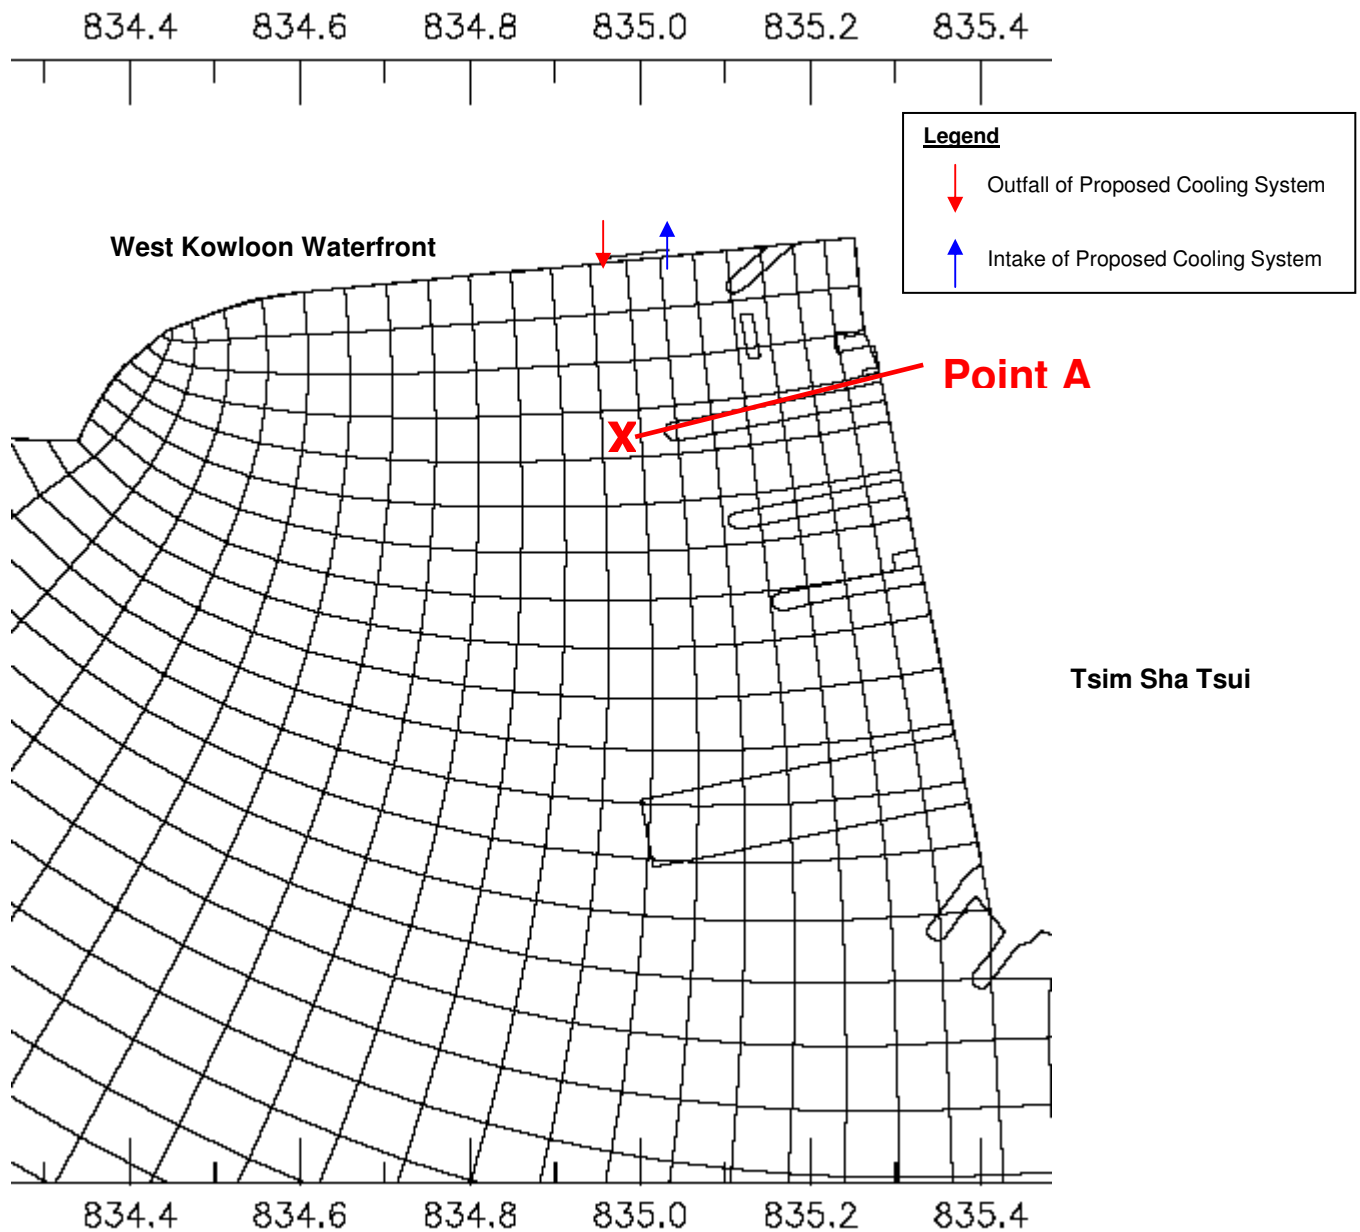 834.4 834.6 834.8 835.0 835.2 835.4
Legend
Outfall of Proposed Cooling System
West Kowloon Waterfront
Intake of Proposed Cooling System
Point A
X
Tsim Sha Tsui
834.4 834.6 834.8 835.0 835.2 835.4